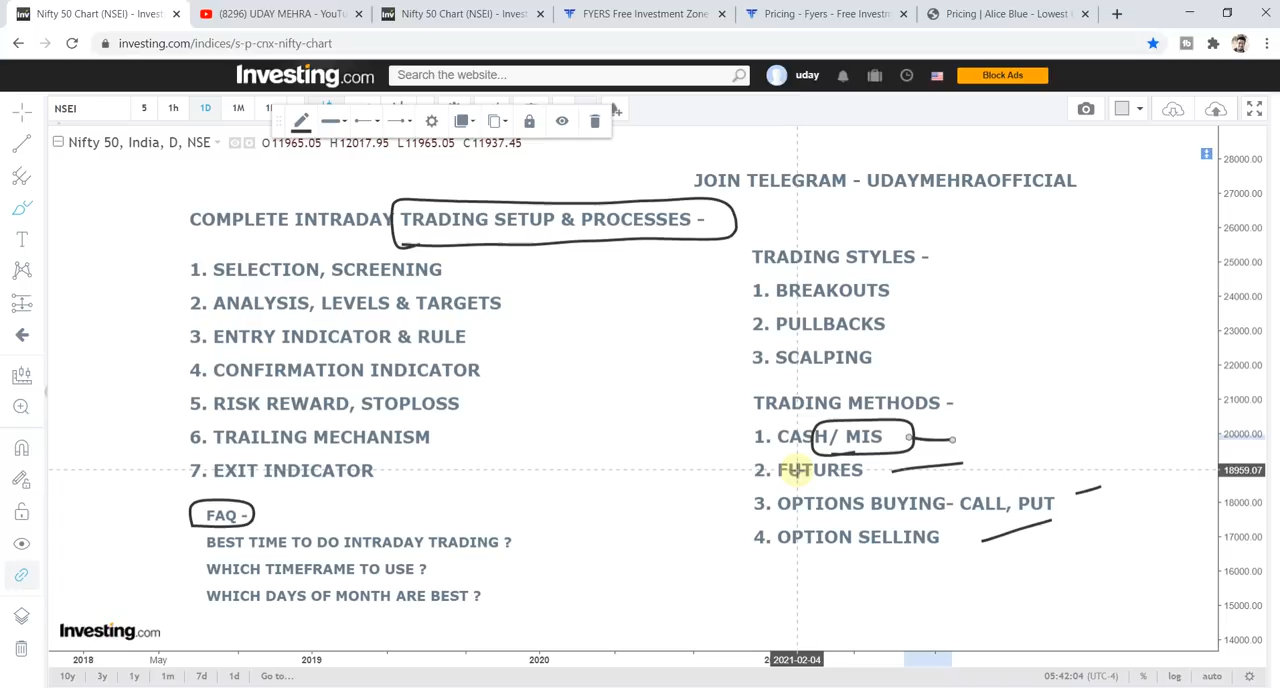 Nifty 50 Chart (NSEI) - Invest
(8296) UDAY MEHRA - YouTu
Nifty 50 Chart (NSEI) - Invest
FYERS Free Investment Zone
Pricing - Fyers - Free Investm
Pricing | Alice Blue - Lowest
investing.com/indices/s-p-cnx-nifty-chart
Investing.com
Search the website...
uday
Block Ads
NSEI
5 1h 1D 1M
Nifty 50, India, D, NSE
O11965.05 H12017.95 L11965.05 C11937.45
JOIN TELEGRAM - UDAYMEHRAOFFICIAL
COMPLETE INTRADAY TRADING SETUP & PROCESSES -
1. SELECTION, SCREENING
2. ANALYSIS, LEVELS & TARGETS
3. ENTRY INDICATOR & RULE
4. CONFIRMATION INDICATOR
5. RISK REWARD, STOPLOSS
6. TRAILING MECHANISM
7. EXIT INDICATOR
FAQ -
BEST TIME TO DO INTRADAY TRADING ?
WHICH TIMEFRAME TO USE ?
WHICH DAYS OF MONTH ARE BEST ?
TRADING STYLES -
1. BREAKOUTS
2. PULLBACKS
3. SCALPING
TRADING METHODS -
1. CASH/ MIS
2. FUTURES
3. OPTIONS BUYING- CALL, PUT
4. OPTION SELLING
28000.00
27000.00
26000.00
25000.00
24000.00
23000.00
22000.00
21000.00
20000.00
18959.07
18000.00
17000.00
16000.00
15000.00
14000.00
Investing.com
2018 May 2019 2020 2021-02-04
10y 3y 1y 1m 7d 1d Go to...
05:42:04 (UTC-4) % log auto